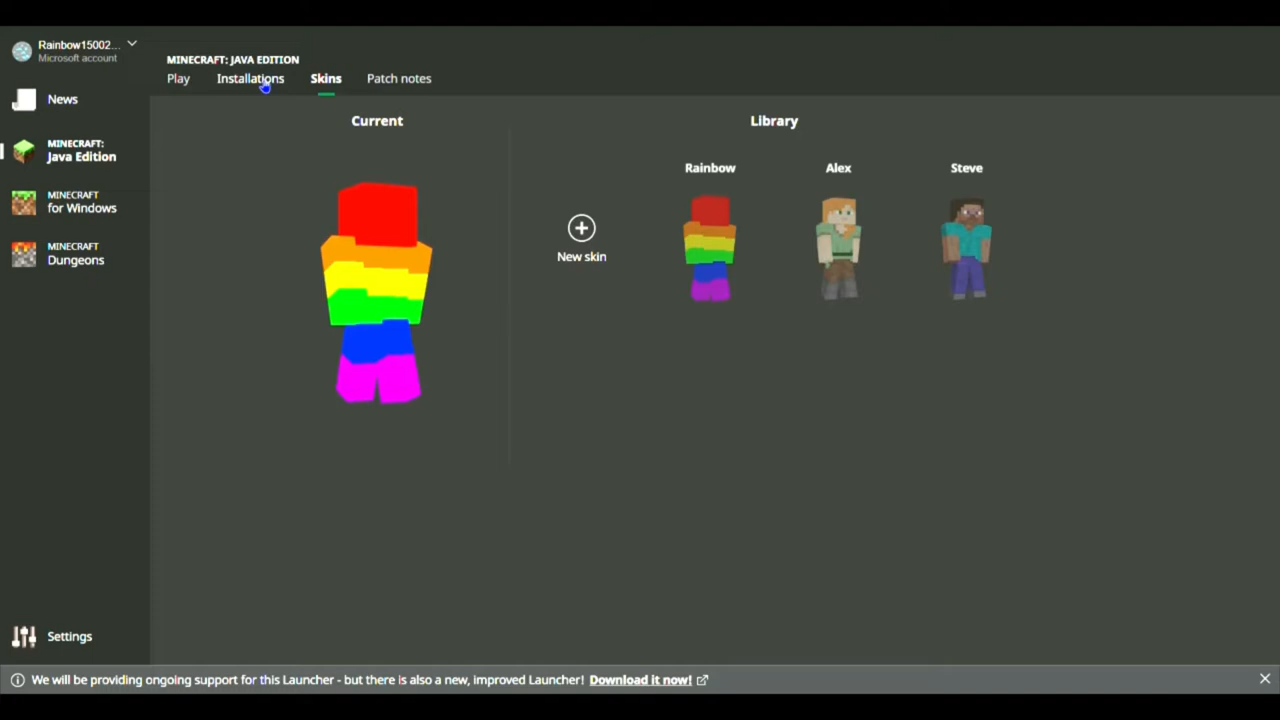 Rainbow15002...
Microsoft account
News
MINECRAFT:
Java Edition
MINECRAFT
for Windows
MINECRAFT
Dungeons
Settings
MINECRAFT: JAVA EDITION
Play Installations Skins Patch notes
Current
Library
New skin
Rainbow Alex Steve
We will be providing ongoing support for this Launcher - but there is also a new, improved Launcher! Download it now!